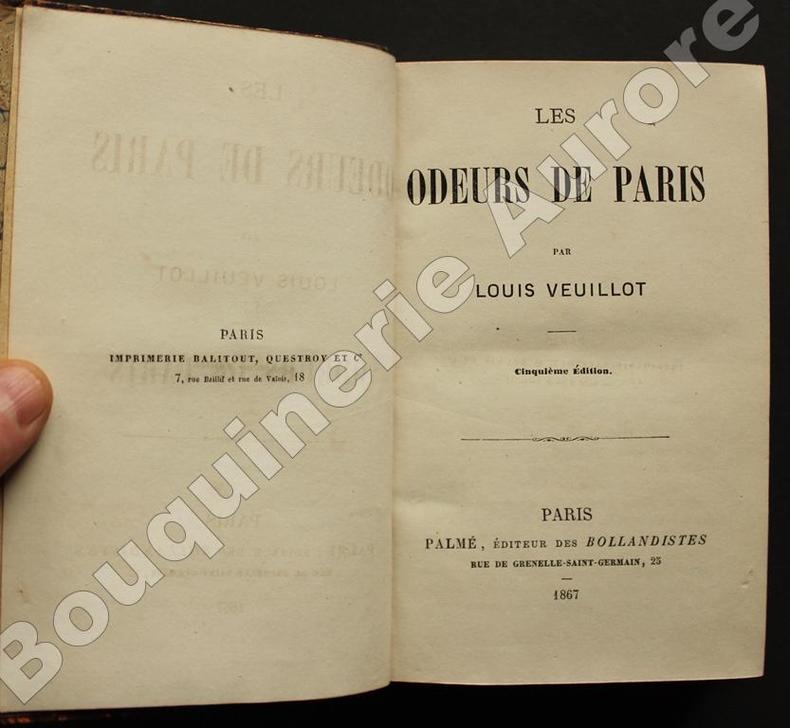 PARIS
IMPRIMERIE BALITOUT, QUESTROY ET Cᵉ
7, rue Baillif et rue de Valois, 18
LES
ODEURS DE PARIS
PAR
LOUIS VEUILLOT
Cinquième Édition.
PARIS
PALMÉ, ÉDITEUR DES BOLLANDISTES
RUE DE GRENELLE-SAINT-GERMAIN, 25
1867
Bouquinerie Aurore